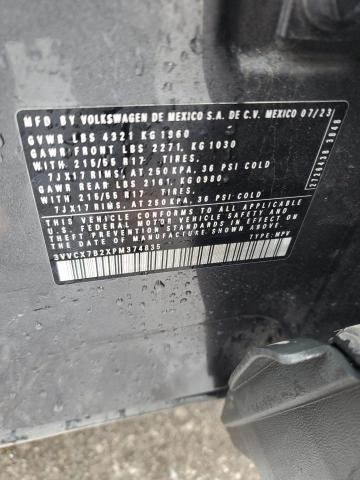 MFD. BY VOLKSWAGEN DE MEXICO S.A. DE C.V. MEXICO 07/23
GVWR LBS 4321 KG 1960
GAWR FRONT LBS 2271, KG 1030
WITH 215/55 R17 TIRES.
7JX17 RIMS, AT 250 KPA, 36 PSI COLD
GAWR REAR LBS 2161, KG 0980
WITH 215/55 R17 TIRES.
7JX17 RIMS, AT 250 KPA, 36 PSI COLD
THIS VEHICLE CONFORMS TO ALL APPLICABLE
U.S. FEDERAL MOTOR VEHICLE SAFETY AND
THEFT PREVENTION STANDARDS IN EFFECT
ON THE DATE OF MANUFACTURE SHOWN ABOVE.
3VVCX7B2XPM374835
TYPE: MPV